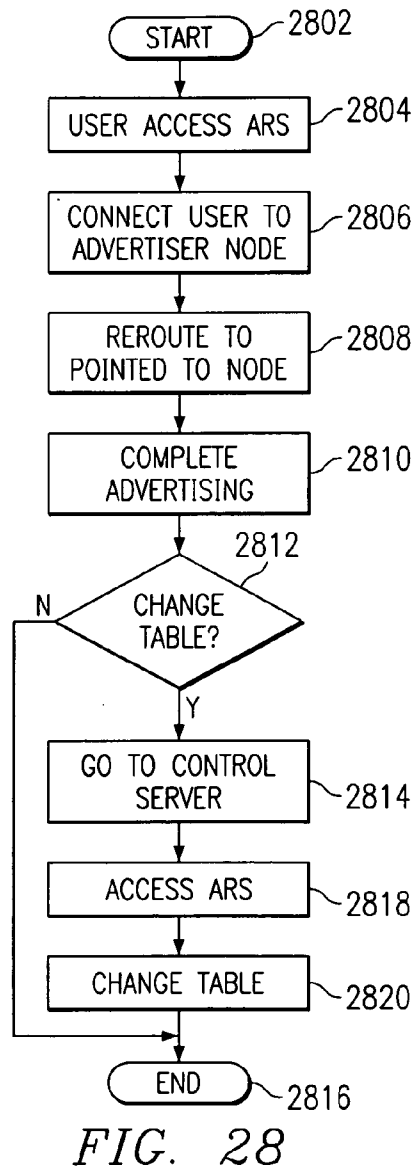 START
2802
USER ACCESS ARS
2804
CONNECT USER TO
ADVERTISER NODE
2806
REROUTE TO
POINTED TO NODE
2808
COMPLETE
ADVERTISING
2810
2812
CHANGE
TABLE?
N
Y
GO TO CONTROL
SERVER
2814
ACCESS ARS
2818
CHANGE TABLE
2820
END
2816
FIG. 28